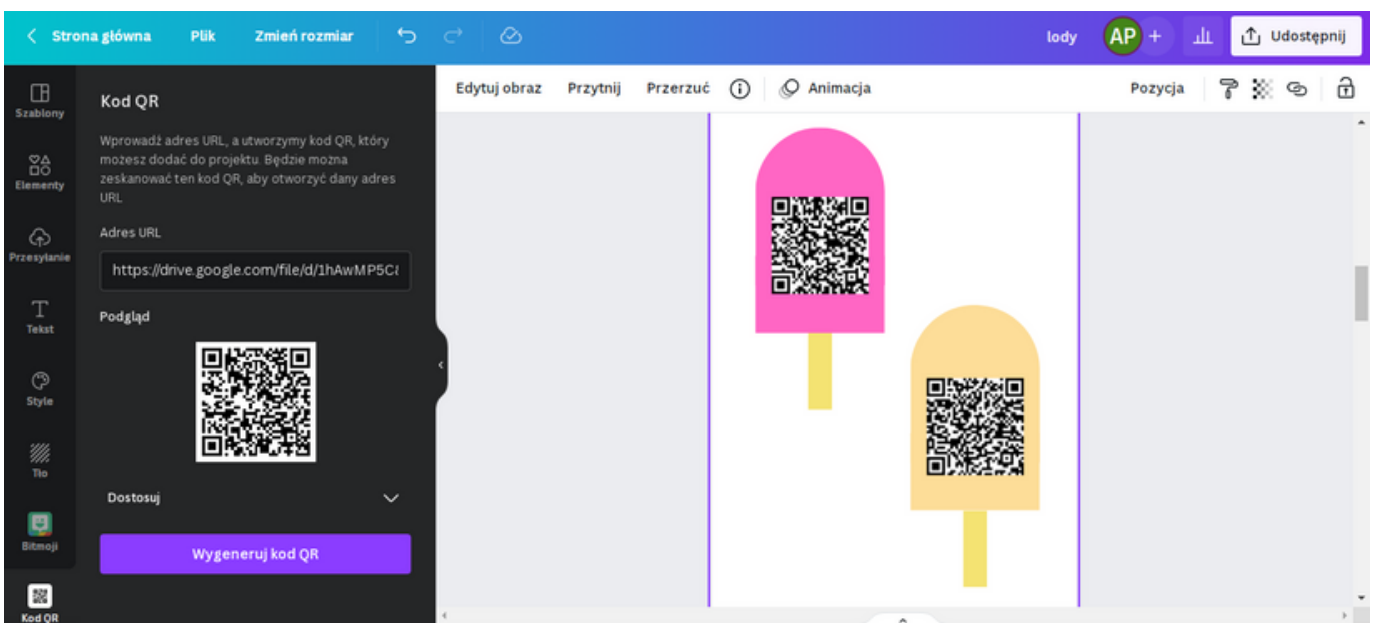 Strona główna
Plik
Zmień rozmiar
lody
AP
+
Udostępnij
Szablony
Elementy
Przesyłanie
Tekst
Style
Tło
Bitmoji
Kod QR
Kod QR
Wprowadź adres URL, a utworzymy kod QR, który
możesz dodać do projektu. Będzie można
zeskanować ten kod QR, aby otworzyć dany adres
URL
Adres URL
https://drive.google.com/file/d/1hAwMP5C
Podgląd
Dostosuj
Wygeneruj kod QR
Edytuj obraz
Przytnij
Przerzuć
Animacja
Pozycja